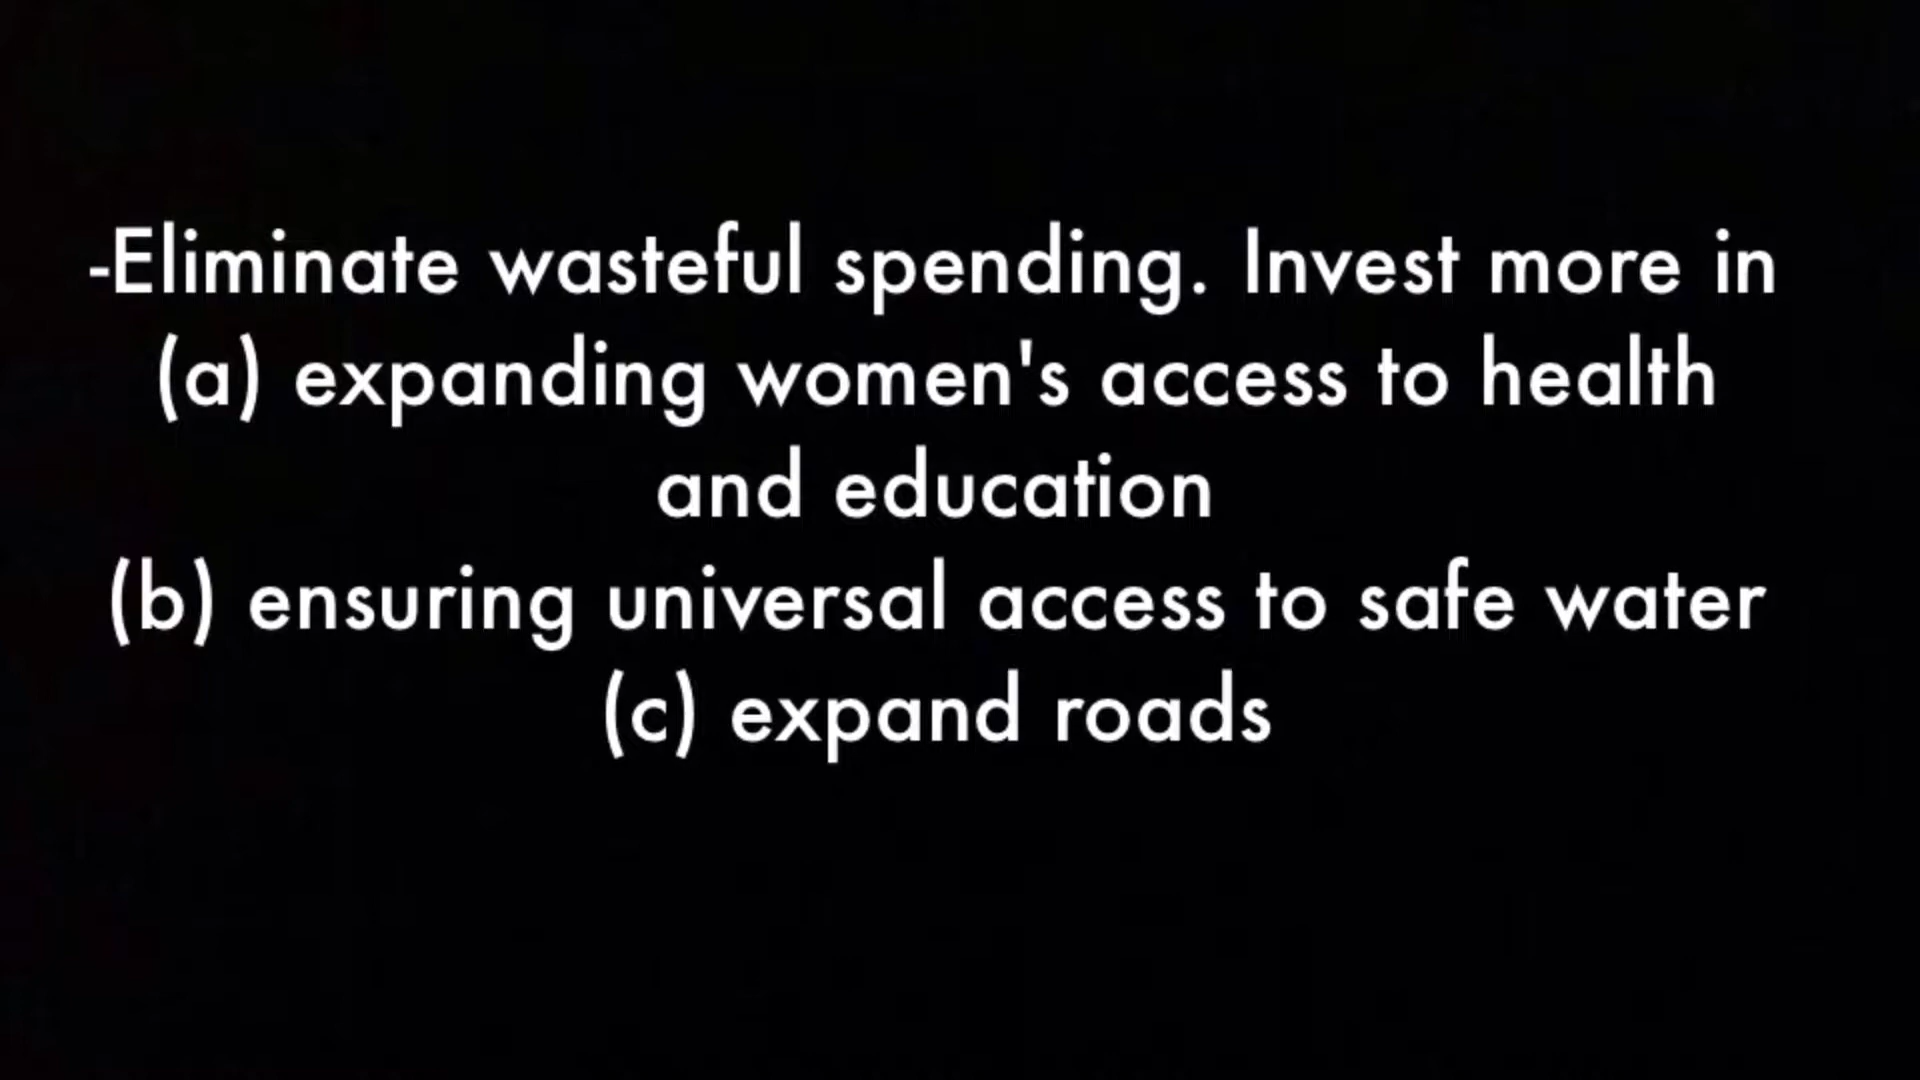 -Eliminate wasteful spending. Invest more in
(a) expanding women's access to health
and education
(b) ensuring universal access to safe water
(c) expand roads